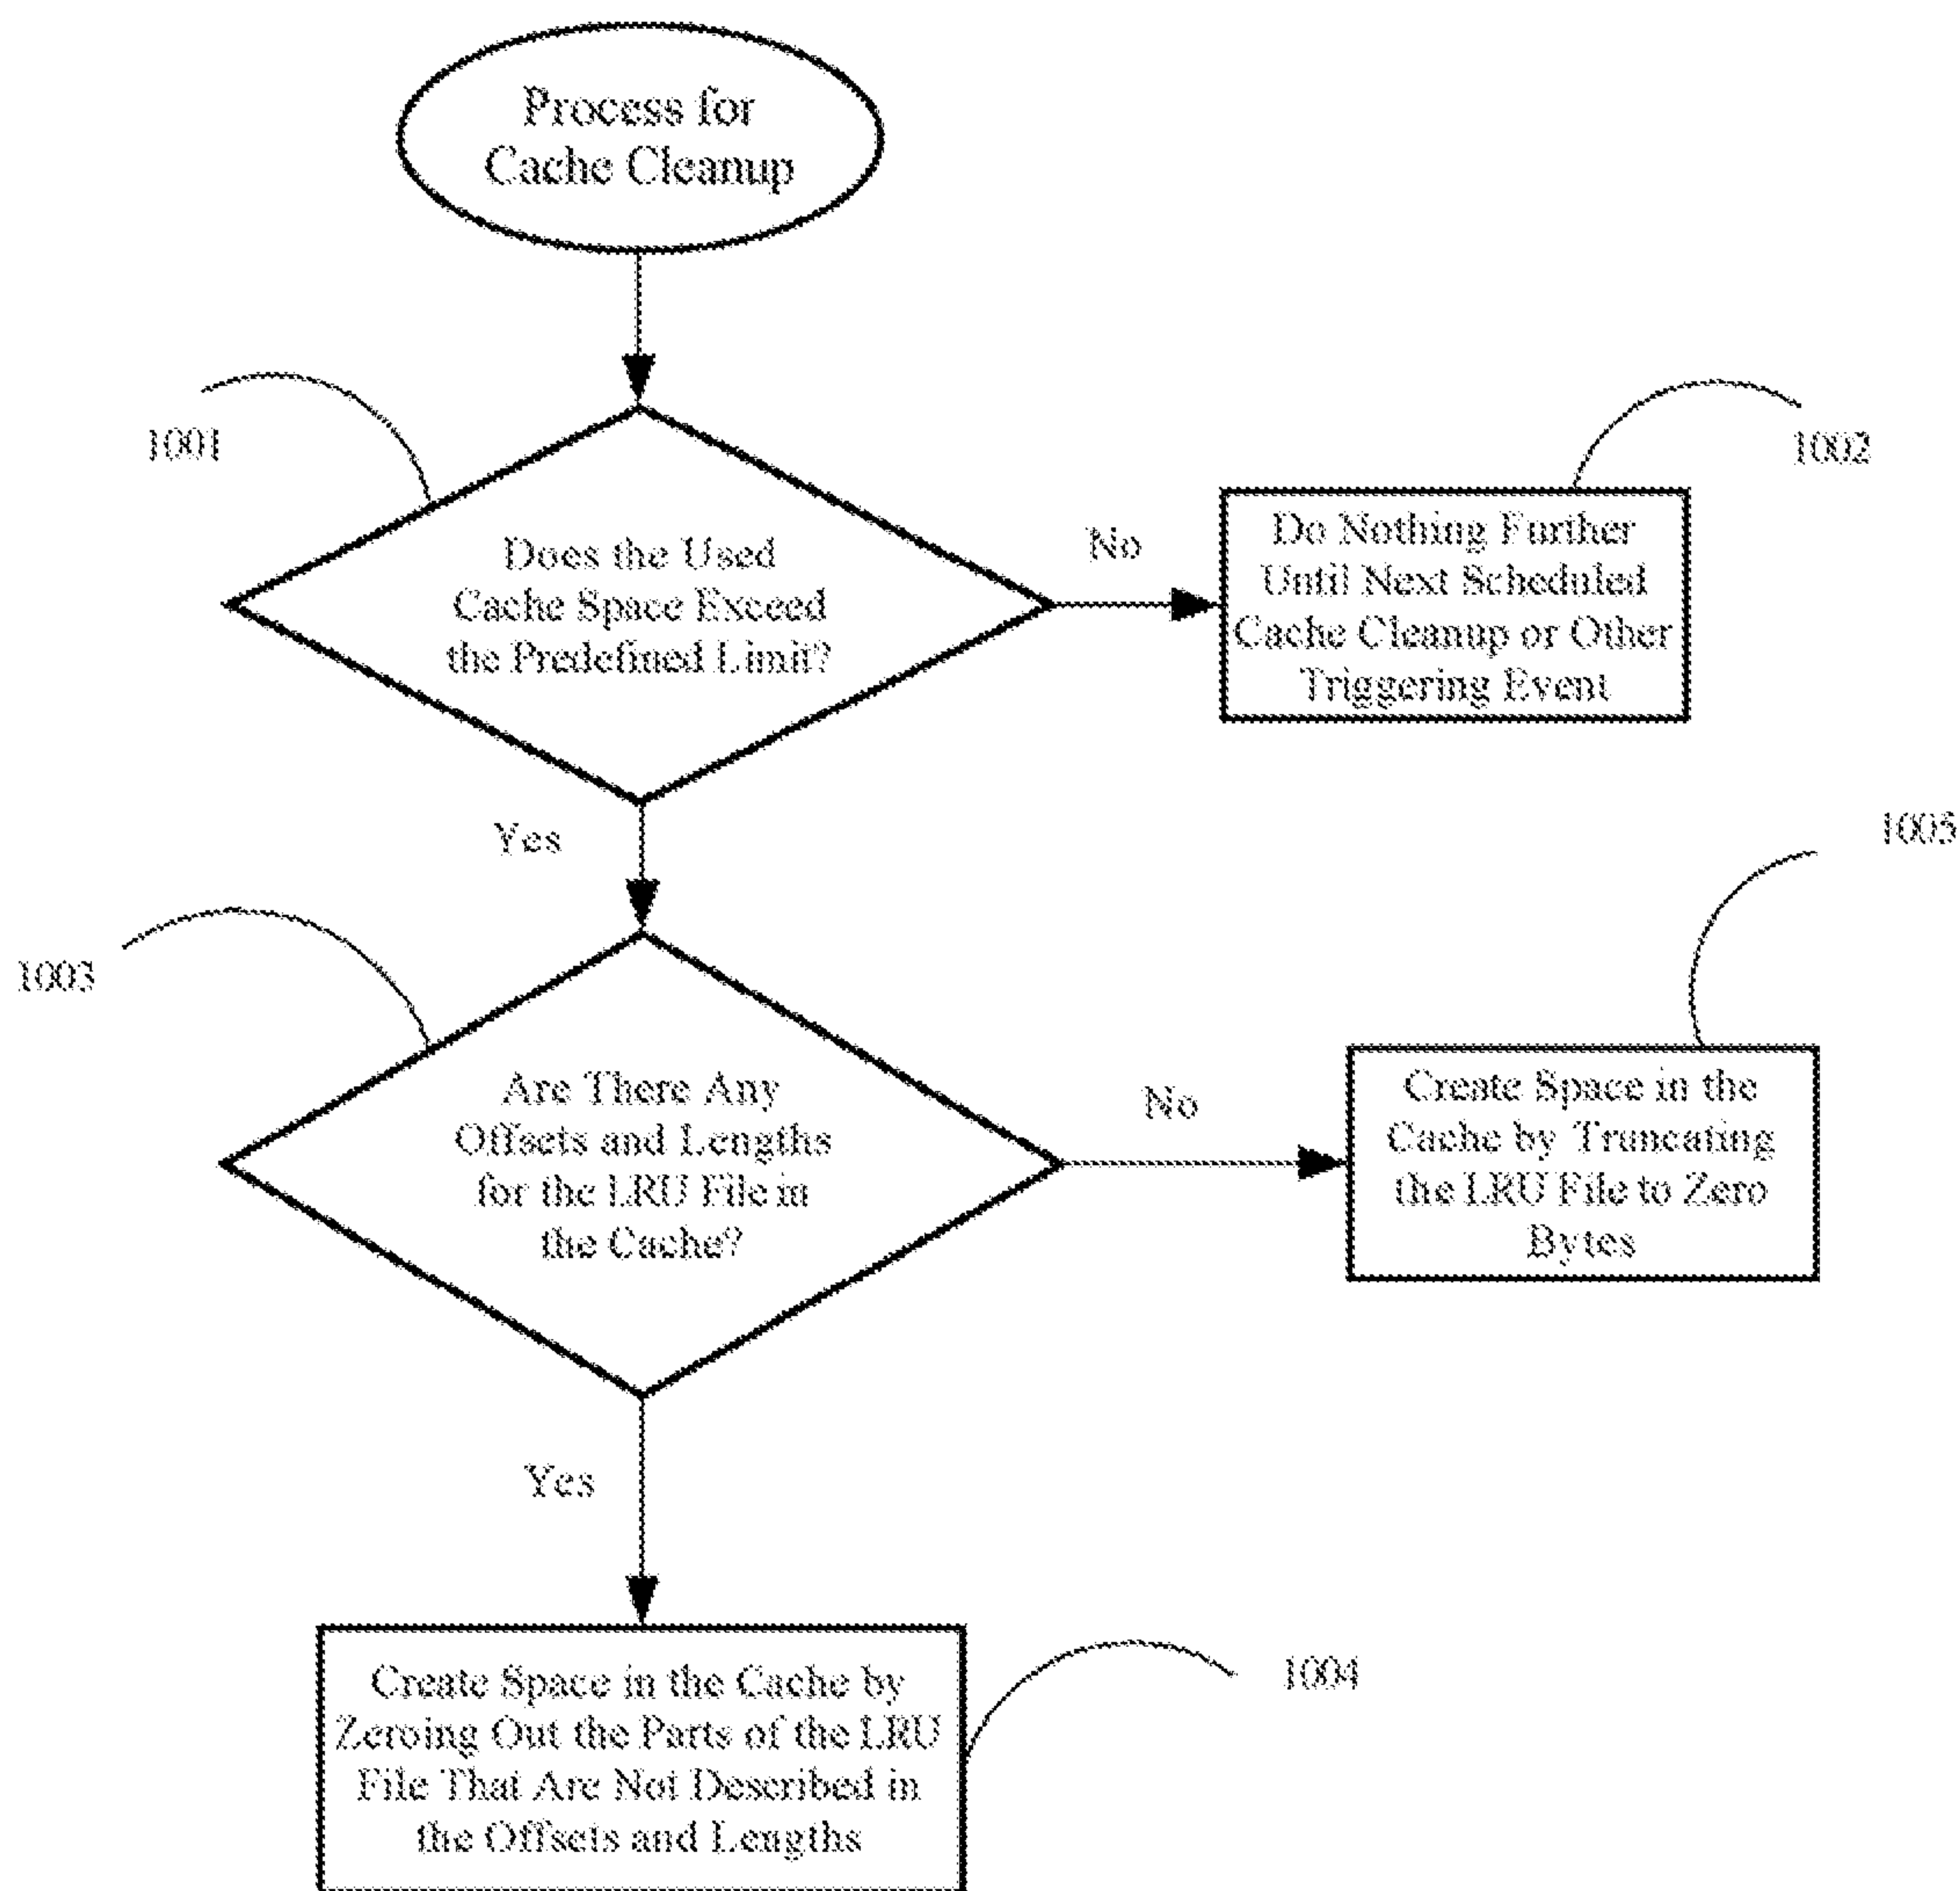 Process for
Cache Cleanup
1001
1002
Does the Used
Cache Space Exceed
the Predefined Limit?
No
Do Nothing Further
Until Next Scheduled
Cache Cleanup or Other
Triggering Event
Yes
1005
1003
Are There Any
Offsets and Lengths
for the LRU File in
the Cache?
No
Create Space in the
Cache by Truncating
the LRU File to Zero
Bytes
Yes
Create Space in the Cache by
Zeroing Out the Parts of the LRU
File That Are Not Described in
the Offsets and Lengths
1004